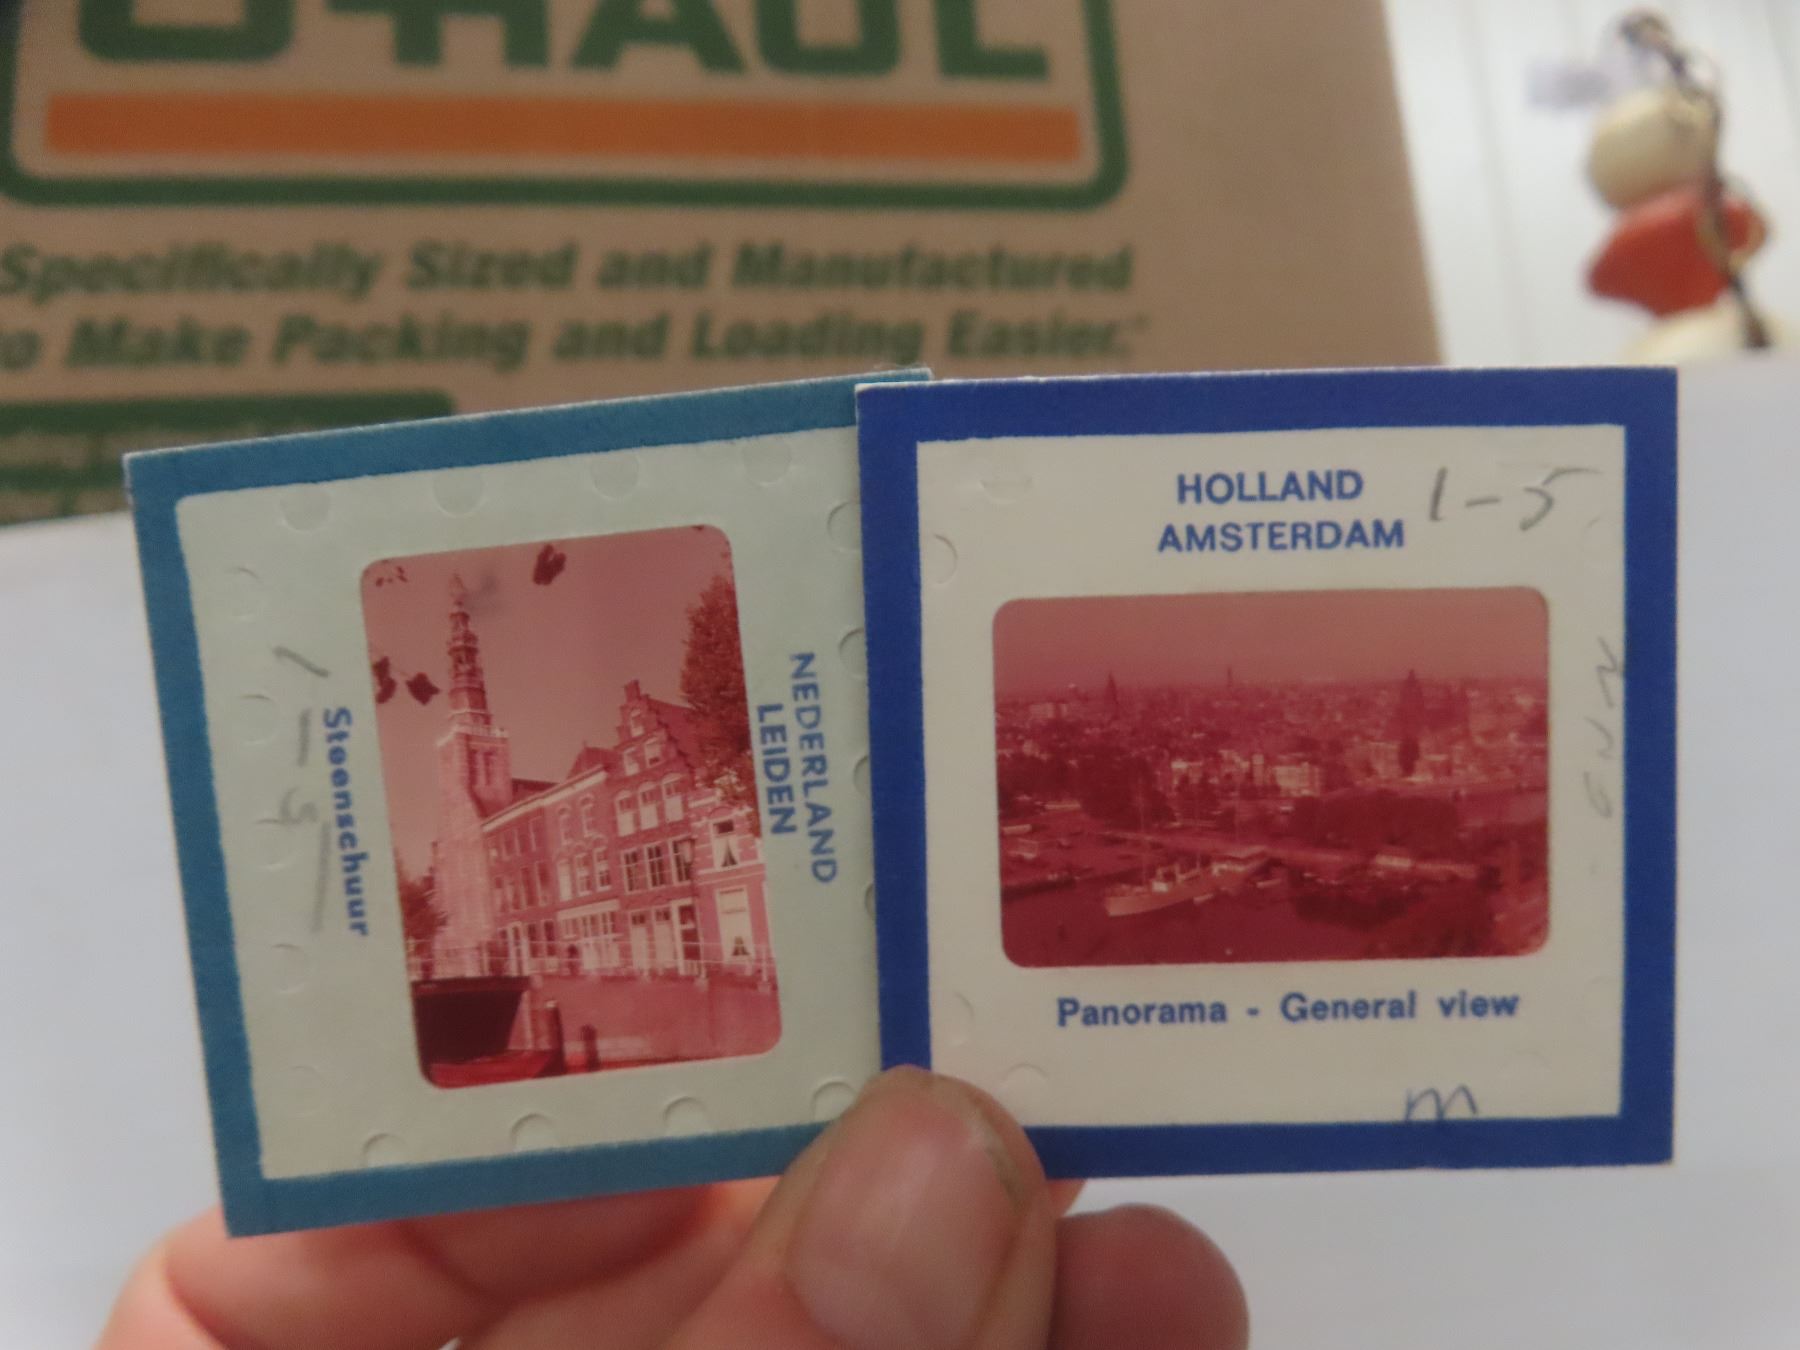 U-HAUL
Specifically Sized and Manufactured
to Make Packing and Loading Easier.
NEDERLAND
LEIDEN
Steenschuur
HOLLAND
AMSTERDAM
1-5
Panorama - General view
m